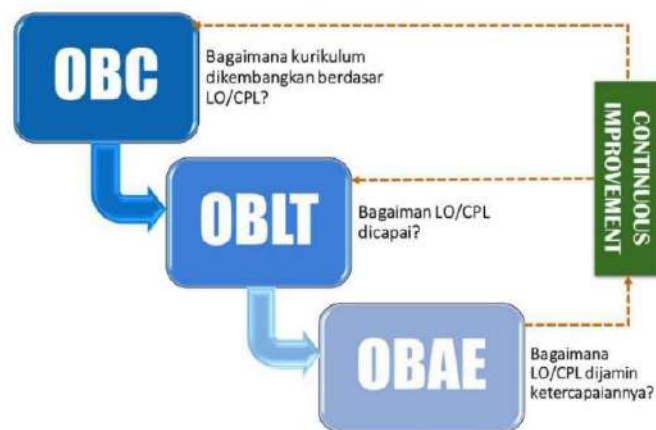 OBC
Bagaimana kurikulum
dikembangkan berdasar
LO/CPL?
OBLT
Bagaiman LO/CPL
dicapai?
CONTINUOUS
IMPROVEMENT
OBAE
Bagaimana
LO/CPL dijamin
ketercapaiannya?